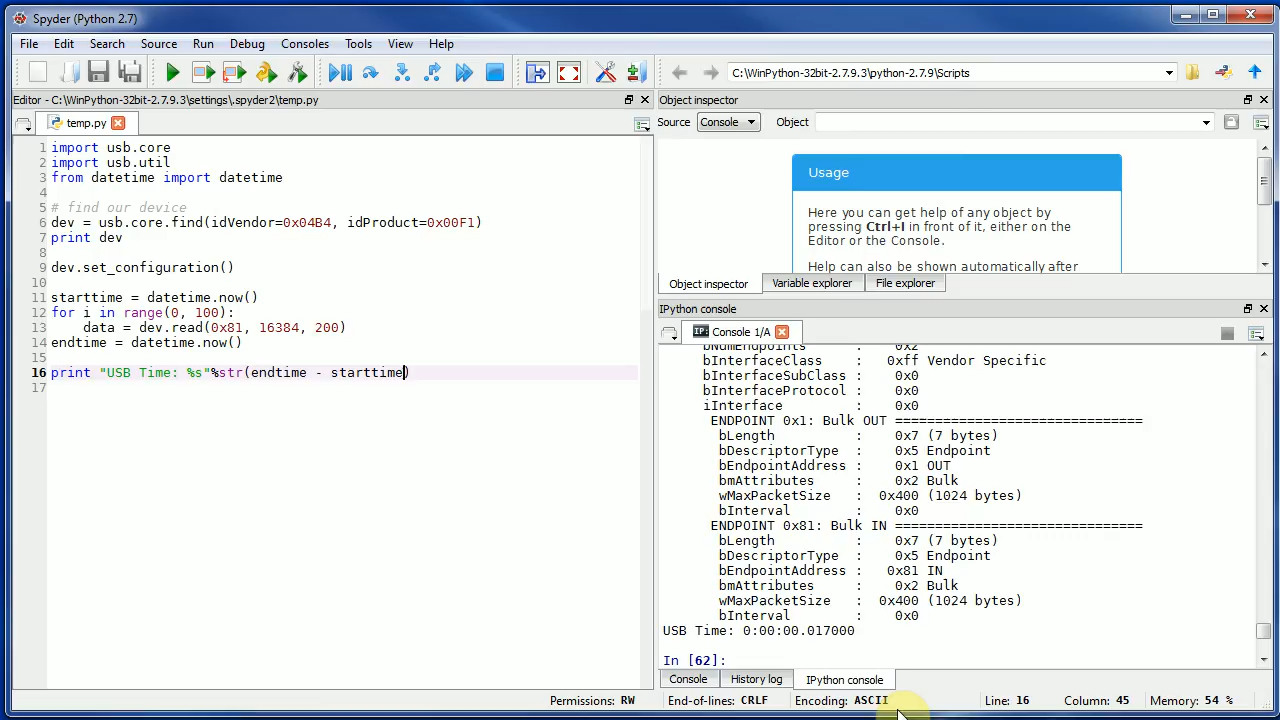 Spyder (Python 2.7)
File Edit Search Source Run Debug Consoles Tools View Help
C:\WinPython-32bit-2.7.9.3\python-2.7.9\Scripts
Editor - C:\WinPython-32bit-2.7.9.3\settings\.spyder2\temp.py
temp.py
1 import usb.core
2 import usb.util
3 from datetime import datetime
4
5 # find our device
6 dev = usb.core.find(idVendor=0x04B4, idProduct=0x00F1)
7 print dev
8
9 dev.set_configuration()
10
11 starttime = datetime.now()
12 for i in range(0, 100):
13     data = dev.read(0x81, 16384, 200)
14 endtime = datetime.now()
15
16 print "USB Time: %s"%str(endtime - starttime)
17
Object inspector
Source Console Object
Usage
Here you can get help of any object by
pressing Ctrl+I in front of it, either on the
Editor or the Console.
Help can also be shown automatically after
Object inspector Variable explorer File explorer
IPython console
IP: Console 1/A
bNumEndpoints : 0x2
bInterfaceClass : 0xff Vendor Specific
bInterfaceSubClass : 0x0
bInterfaceProtocol : 0x0
iInterface : 0x0
ENDPOINT 0x1: Bulk OUT ===============================
bLength : 0x7 (7 bytes)
bDescriptorType : 0x5 Endpoint
bEndpointAddress : 0x1 OUT
bmAttributes : 0x2 Bulk
wMaxPacketSize : 0x400 (1024 bytes)
bInterval : 0x0
ENDPOINT 0x81: Bulk IN ================================
bLength : 0x7 (7 bytes)
bDescriptorType : 0x5 Endpoint
bEndpointAddress : 0x81 IN
bmAttributes : 0x2 Bulk
wMaxPacketSize : 0x400 (1024 bytes)
bInterval : 0x0
USB Time: 0:00:00.017000
In [62]:
Console History log IPython console
Permissions: RW End-of-lines: CRLF Encoding: ASCII Line: 16 Column: 45 Memory: 54 %